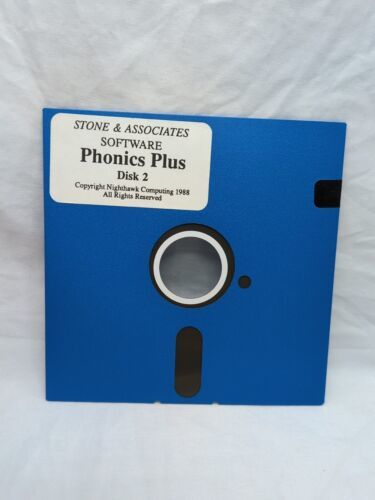 STONE & ASSOCIATES
SOFTWARE
Phonics Plus
Disk 2
Copyright Nighthawk Computing 1988
All Rights Reserved